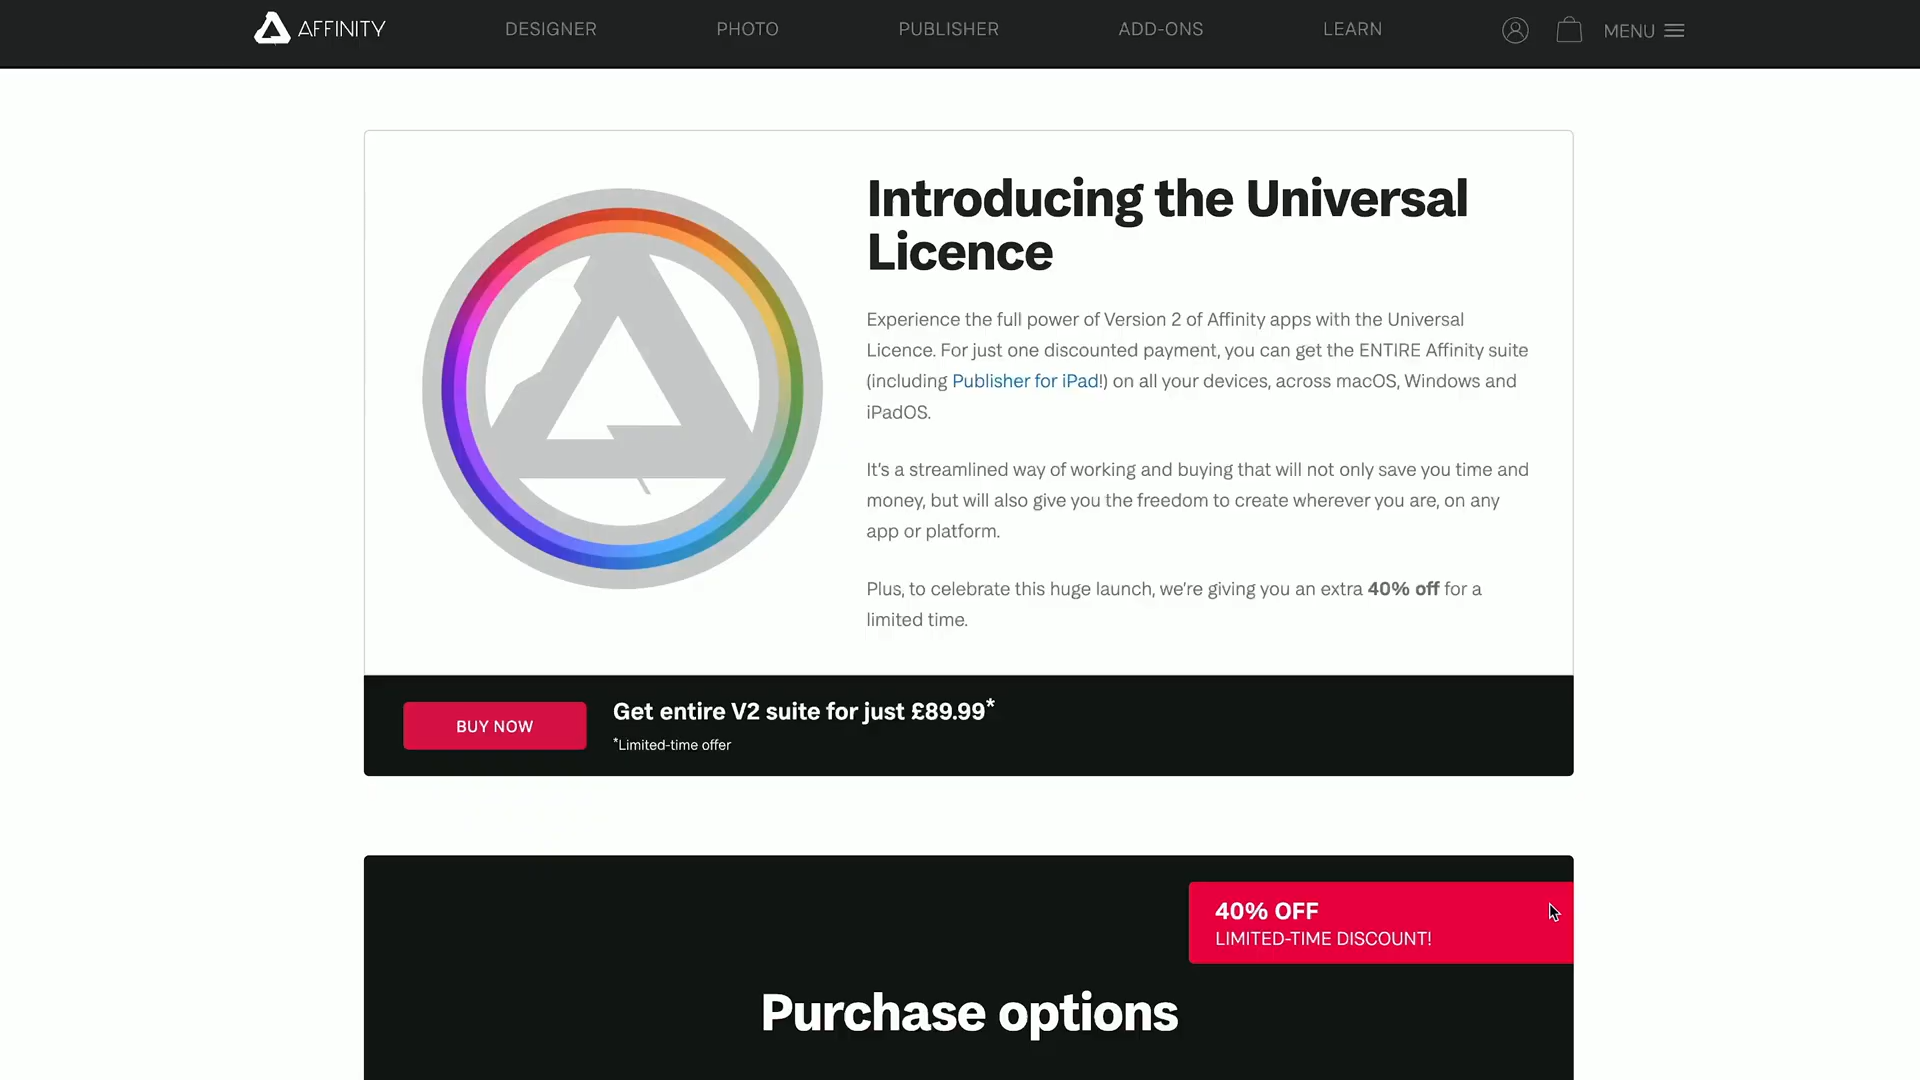 AFFINITY
DESIGNER
PHOTO
PUBLISHER
ADD-ONS
LEARN
MENU
Introducing the Universal
Licence
Experience the full power of Version 2 of Affinity apps with the Universal
Licence. For just one discounted payment, you can get the ENTIRE Affinity suite
(including Publisher for iPad!) on all your devices, across macOS, Windows and
iPadOS.
It's a streamlined way of working and buying that will not only save you time and
money, but will also give you the freedom to create wherever you are, on any
app or platform.
Plus, to celebrate this huge launch, we're giving you an extra 40% off for a
limited time.
BUY NOW
Get entire V2 suite for just £89.99*
*Limited-time offer
40% OFF
LIMITED-TIME DISCOUNT!
Purchase options